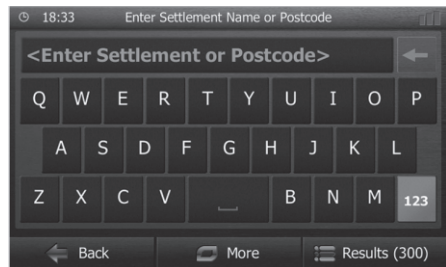 18:33 Enter Settlement Name or Postcode
<Enter Settlement or Postcode>
Q W E R T Y U I O P
A S D F G H J K L
Z X C V B N M 123
Back More Results (300)